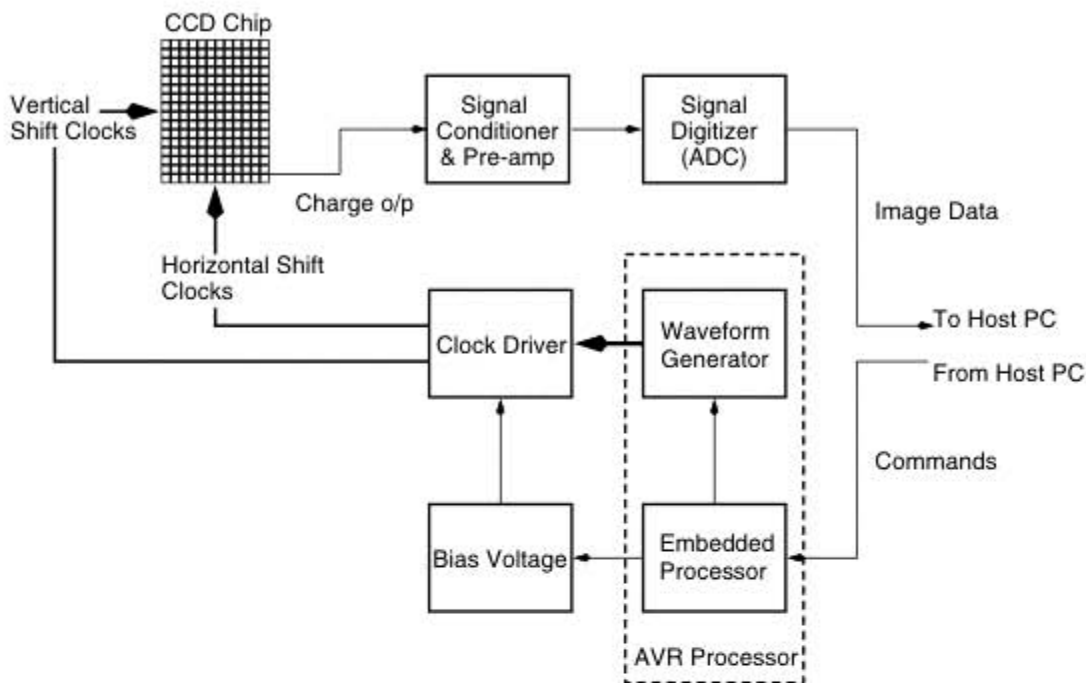 CCD Chip
Vertical
Shift Clocks
Signal
Conditioner
& Pre-amp
Signal
Digitizer
(ADC)
Charge o/p
Image Data
Horizontal Shift
Clocks
Clock Driver
Waveform
Generator
To Host PC
From Host PC
Commands
Bias Voltage
Embedded
Processor
AVR Processor